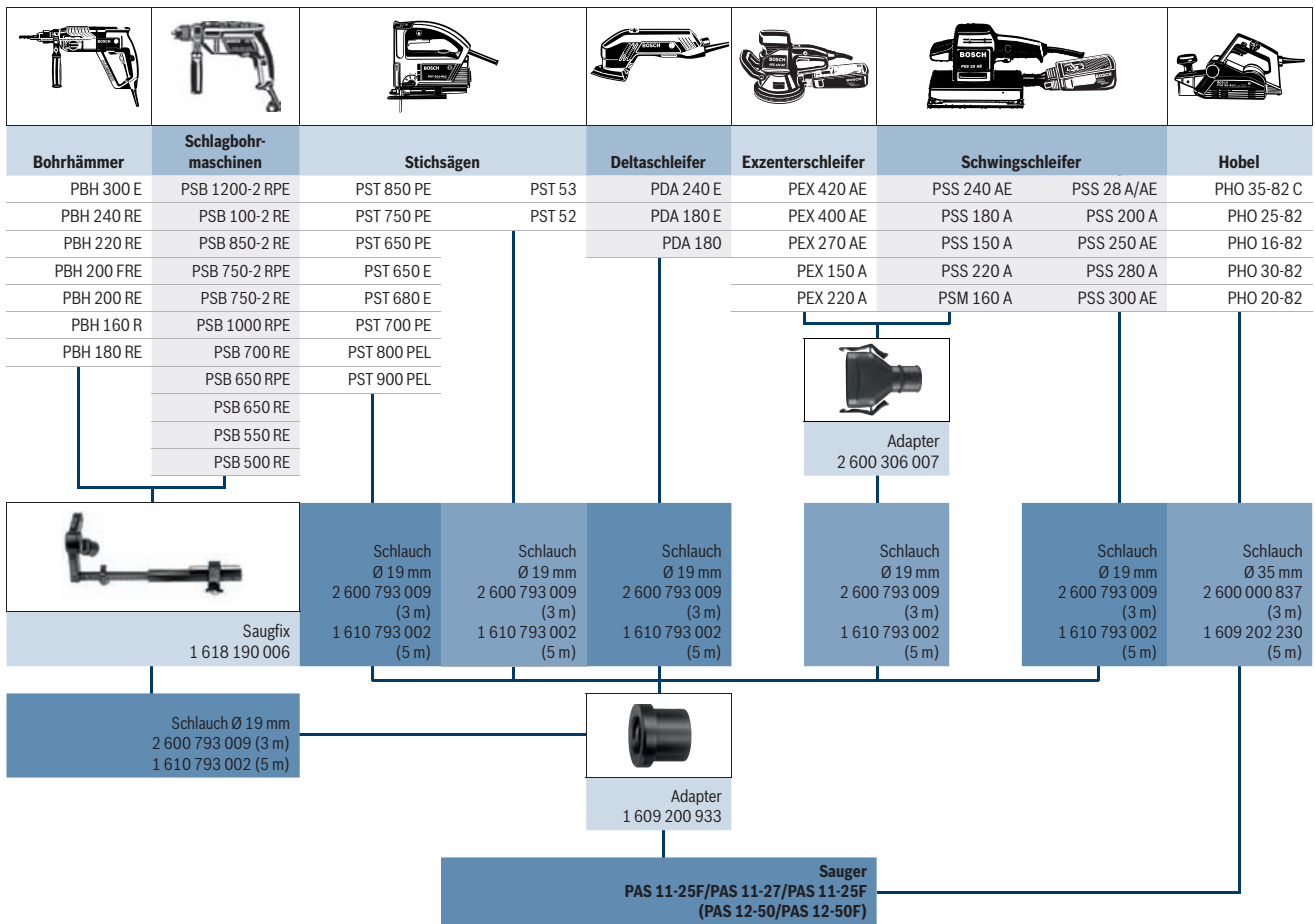 BOSCH
BOSCH
PST 800 PAC
BOSCH
BOSCH
BOSCH
PSS 28 AE
BOSCH
Bohrhämmer
Schlagbohr-
maschinen
Stichsägen
Deltaschleifer
Exzenterschleifer
Schwingschleifer
Hobel
PBH 300 E PSB 1200-2 RPE PST 850 PE PST 53 PDA 240 E PEX 420 AE PSS 240 AE PSS 28 A/AE PHO 35-82 C
PBH 240 RE PSB 100-2 RE PST 750 PE PST 52 PDA 180 E PEX 400 AE PSS 180 A PSS 200 A PHO 25-82
PBH 220 RE PSB 850-2 RE PST 650 PE PDA 180 PEX 270 AE PSS 150 A PSS 250 AE PHO 16-82
PBH 200 FRE PSB 750-2 RPE PST 650 E PEX 150 A PSS 220 A PSS 280 A PHO 30-82
PBH 200 RE PSB 750-2 RE PST 680 E PEX 220 A PSM 160 A PSS 300 AE PHO 20-82
PBH 160 R PSB 1000 RPE PST 700 PE
PBH 180 RE PSB 700 RE PST 800 PEL
PSB 650 RPE PST 900 PEL
PSB 650 RE
PSB 550 RE
PSB 500 RE
Adapter
2 600 306 007
Saugfix
1 618 190 006
Schlauch
Ø 19 mm
2 600 793 009
(3 m)
1 610 793 002
(5 m)
Schlauch
Ø 19 mm
2 600 793 009
(3 m)
1 610 793 002
(5 m)
Schlauch
Ø 19 mm
2 600 793 009
(3 m)
1 610 793 002
(5 m)
Schlauch
Ø 19 mm
2 600 793 009
(3 m)
1 610 793 002
(5 m)
Schlauch
Ø 19 mm
2 600 793 009
(3 m)
1 610 793 002
(5 m)
Schlauch
Ø 35 mm
2 600 000 837
(3 m)
1 609 202 230
(5 m)
Schlauch Ø 19 mm
2 600 793 009 (3 m)
1 610 793 002 (5 m)
Adapter
1 609 200 933
Sauger
PAS 11-25F/PAS 11-27/PAS 11-25F
(PAS 12-50/PAS 12-50F)